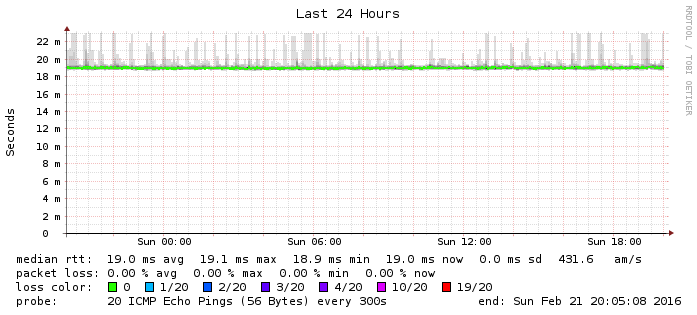 Last 24 Hours
RRDTOOL / TOBI OETIKER
Seconds
22 m
20 m
18 m
16 m
14 m
12 m
10 m
8 m
6 m
4 m
2 m
0
Sun 00:00 Sun 06:00 Sun 12:00 Sun 18:00
median rtt: 19.0 ms avg 19.1 ms max 18.9 ms min 19.0 ms now 0.0 ms sd 431.6 am/s
packet loss: 0.00 % avg 0.00 % max 0.00 % min 0.00 % now
loss color: 0 1/20 2/20 3/20 4/20 10/20 19/20
probe: 20 ICMP Echo Pings (56 Bytes) every 300s end: Sun Feb 21 20:05:08 2016